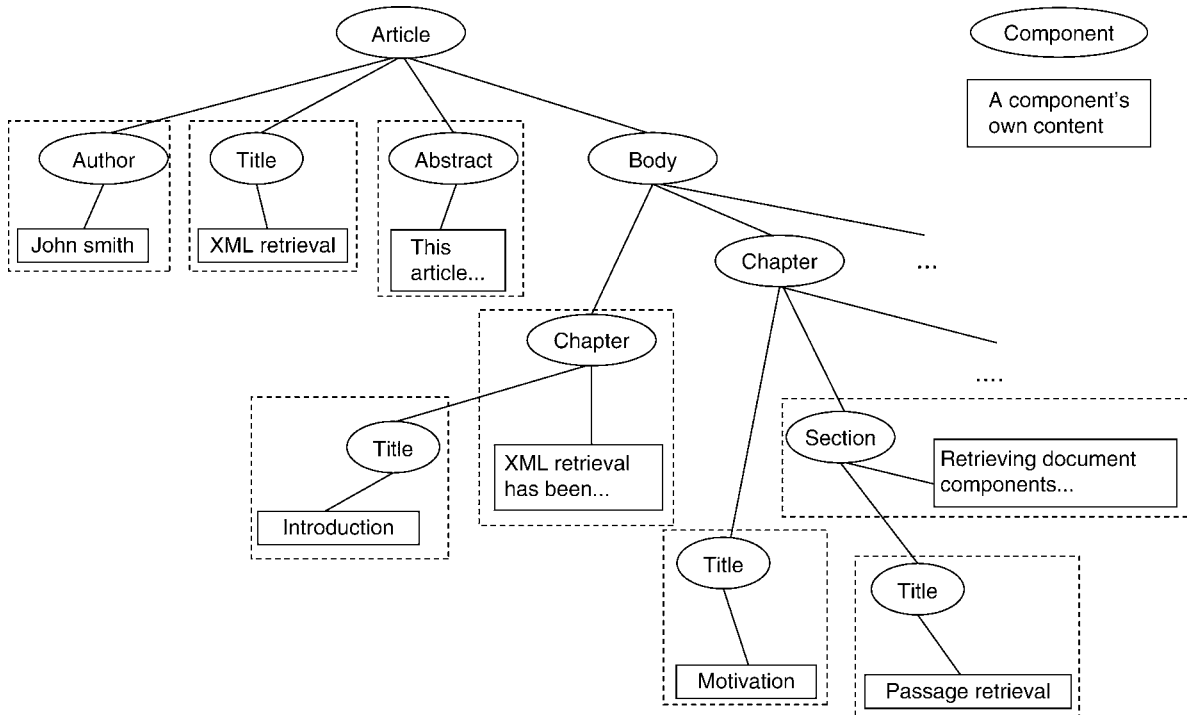 Article
Component
A component's
own content
Author
Title
Abstract
Body
John smith
XML retrieval
This
article...
Chapter
...
Chapter
....
Title
XML retrieval
has been...
Section
Retrieving document
components...
Introduction
Title
Title
Motivation
Passage retrieval